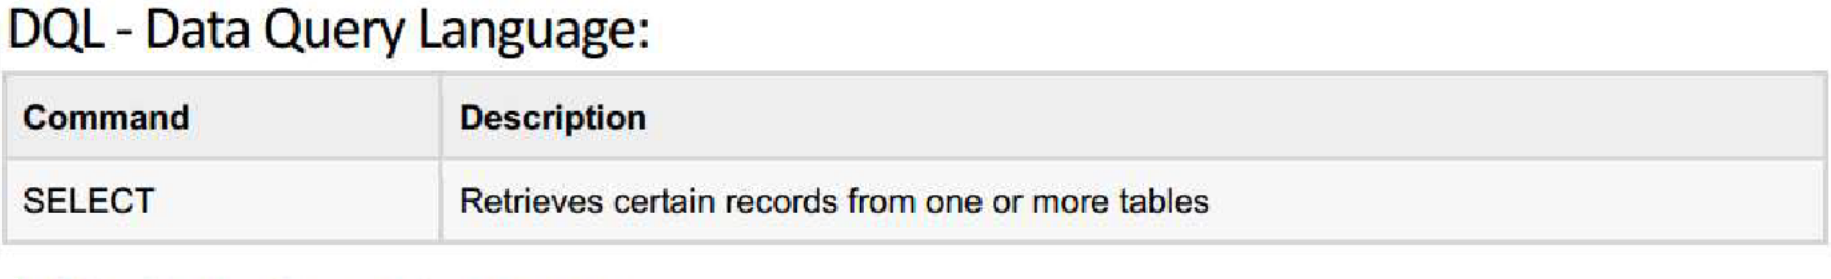 DQL - Data Query Language:
Command Description
SELECT Retrieves certain records from one or more tables